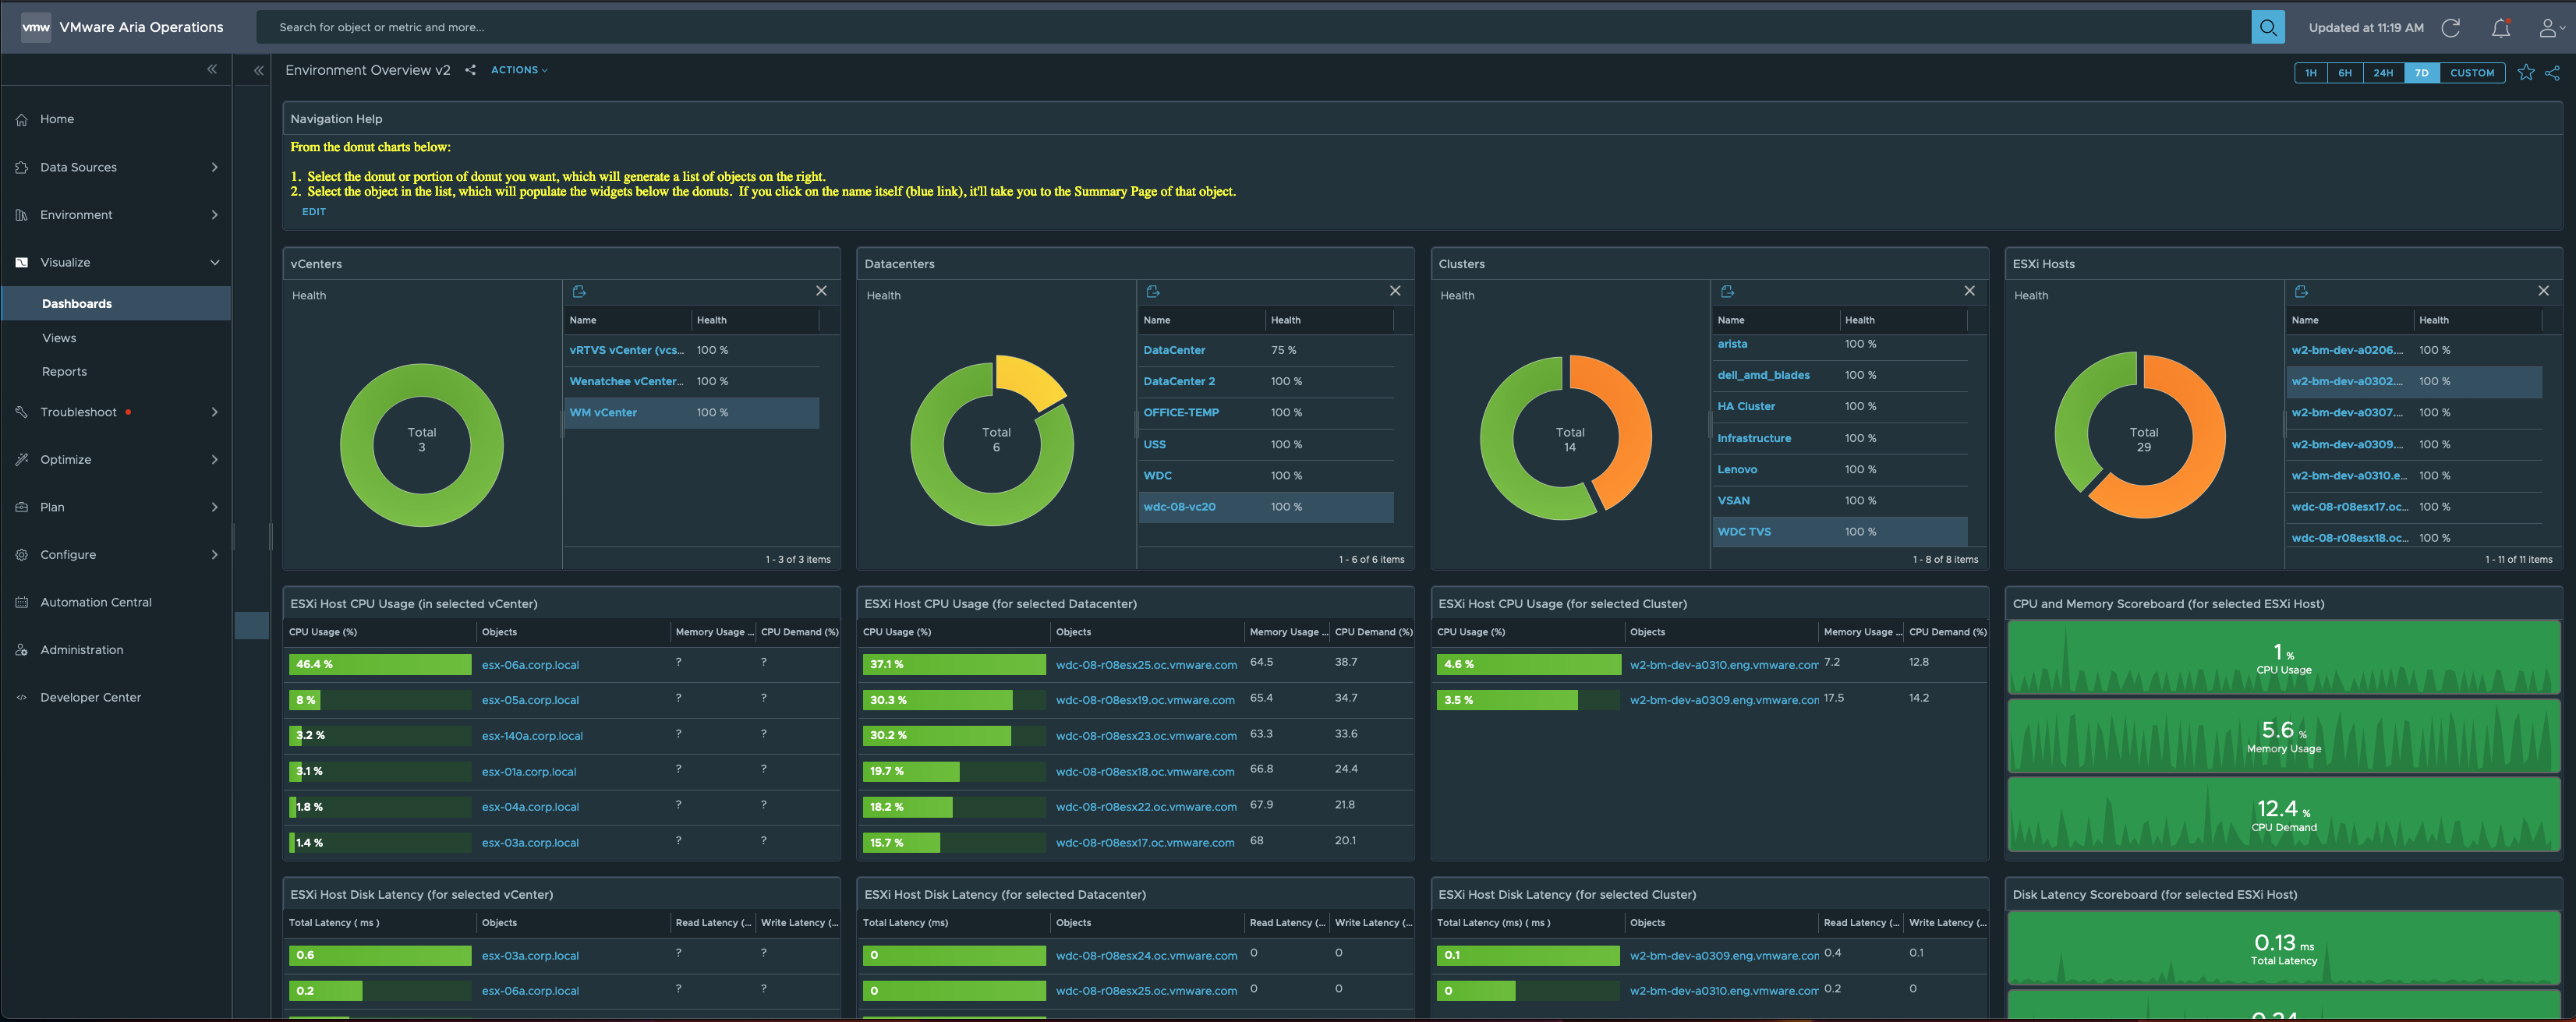 vmw VMware Aria Operations
Search for object or metric and more...
Updated at 11:19 AM
Environment Overview v2 ACTIONS
1H 6H 24H 7D CUSTOM
Home
Data Sources
Environment
Visualize
Dashboards
Views
Reports
Troubleshoot
Optimize
Plan
Configure
Automation Central
Administration
Developer Center
Navigation Help
From the donut charts below:
1. Select the donut or portion of donut you want, which will generate a list of objects on the right.
2. Select the object in the list, which will populate the widgets below the donuts. If you click on the name itself (blue link), it'll take you to the Summary Page of that object.
EDIT
vCenters
Health
Total
3
Name Health
vRTVS vCenter (vcs... 100 %
Wenatchee vCenter... 100 %
WM vCenter 100 %
1 - 3 of 3 items
Datacenters
Health
Total
6
Name Health
DataCenter 75 %
DataCenter 2 100 %
OFFICE-TEMP 100 %
USS 100 %
WDC 100 %
wdc-08-vc20 100 %
1 - 6 of 6 items
Clusters
Health
Total
14
Name Health
arista 100 %
dell_amd_blades 100 %
HA Cluster 100 %
Infrastructure 100 %
Lenovo 100 %
VSAN 100 %
WDC TVS 100 %
1 - 8 of 8 items
ESXi Hosts
Health
Total
29
Name Health
w2-bm-dev-a0206.... 100 %
w2-bm-dev-a0302.... 100 %
w2-bm-dev-a0307.... 100 %
w2-bm-dev-a0309.... 100 %
w2-bm-dev-a0310.e... 100 %
wdc-08-r08esx17.oc... 100 %
wdc-08-r08esx18.oc... 100 %
1 - 11 of 11 items
ESXi Host CPU Usage (in selected vCenter)
CPU Usage (%) Objects Memory Usage ... CPU Demand (%)
46.4 % esx-06a.corp.local ? ?
8 % esx-05a.corp.local ? ?
3.2 % esx-140a.corp.local ? ?
3.1 % esx-01a.corp.local ? ?
1.8 % esx-04a.corp.local ? ?
1.4 % esx-03a.corp.local ? ?
ESXi Host CPU Usage (for selected Datacenter)
CPU Usage (%) Objects Memory Usage ... CPU Demand (%)
37.1 % wdc-08-r08esx25.oc.vmware.com 64.5 38.7
30.3 % wdc-08-r08esx19.oc.vmware.com 65.4 34.7
30.2 % wdc-08-r08esx23.oc.vmware.com 63.3 33.6
19.7 % wdc-08-r08esx18.oc.vmware.com 66.8 24.4
18.2 % wdc-08-r08esx22.oc.vmware.com 67.9 21.8
15.7 % wdc-08-r08esx17.oc.vmware.com 68 20.1
ESXi Host CPU Usage (for selected Cluster)
CPU Usage (%) Objects Memory Usage ... CPU Demand (%)
4.6 % w2-bm-dev-a0310.eng.vmware.com 7.2 12.8
3.5 % w2-bm-dev-a0309.eng.vmware.con 17.5 14.2
CPU and Memory Scoreboard (for selected ESXi Host)
1 %
CPU Usage
5.6 %
Memory Usage
12.4 %
CPU Demand
ESXi Host Disk Latency (for selected vCenter)
Total Latency ( ms ) Objects Read Latency (... Write Latency (...
0.6 esx-03a.corp.local ? ?
0.2 esx-06a.corp.local ? ?
ESXi Host Disk Latency (for selected Datacenter)
Total Latency (ms) Objects Read Latency (... Write Latency (...
0 wdc-08-r08esx24.oc.vmware.com 0 0
0 wdc-08-r08esx25.oc.vmware.com 0 0
ESXi Host Disk Latency (for selected Cluster)
Total Latency (ms) ( ms ) Objects Read Latency (... Write Latency (...
0.1 w2-bm-dev-a0309.eng.vmware.con 0.4 0.1
0 w2-bm-dev-a0310.eng.vmware.con 0.2 0
Disk Latency Scoreboard (for selected ESXi Host)
0.13 ms
Total Latency